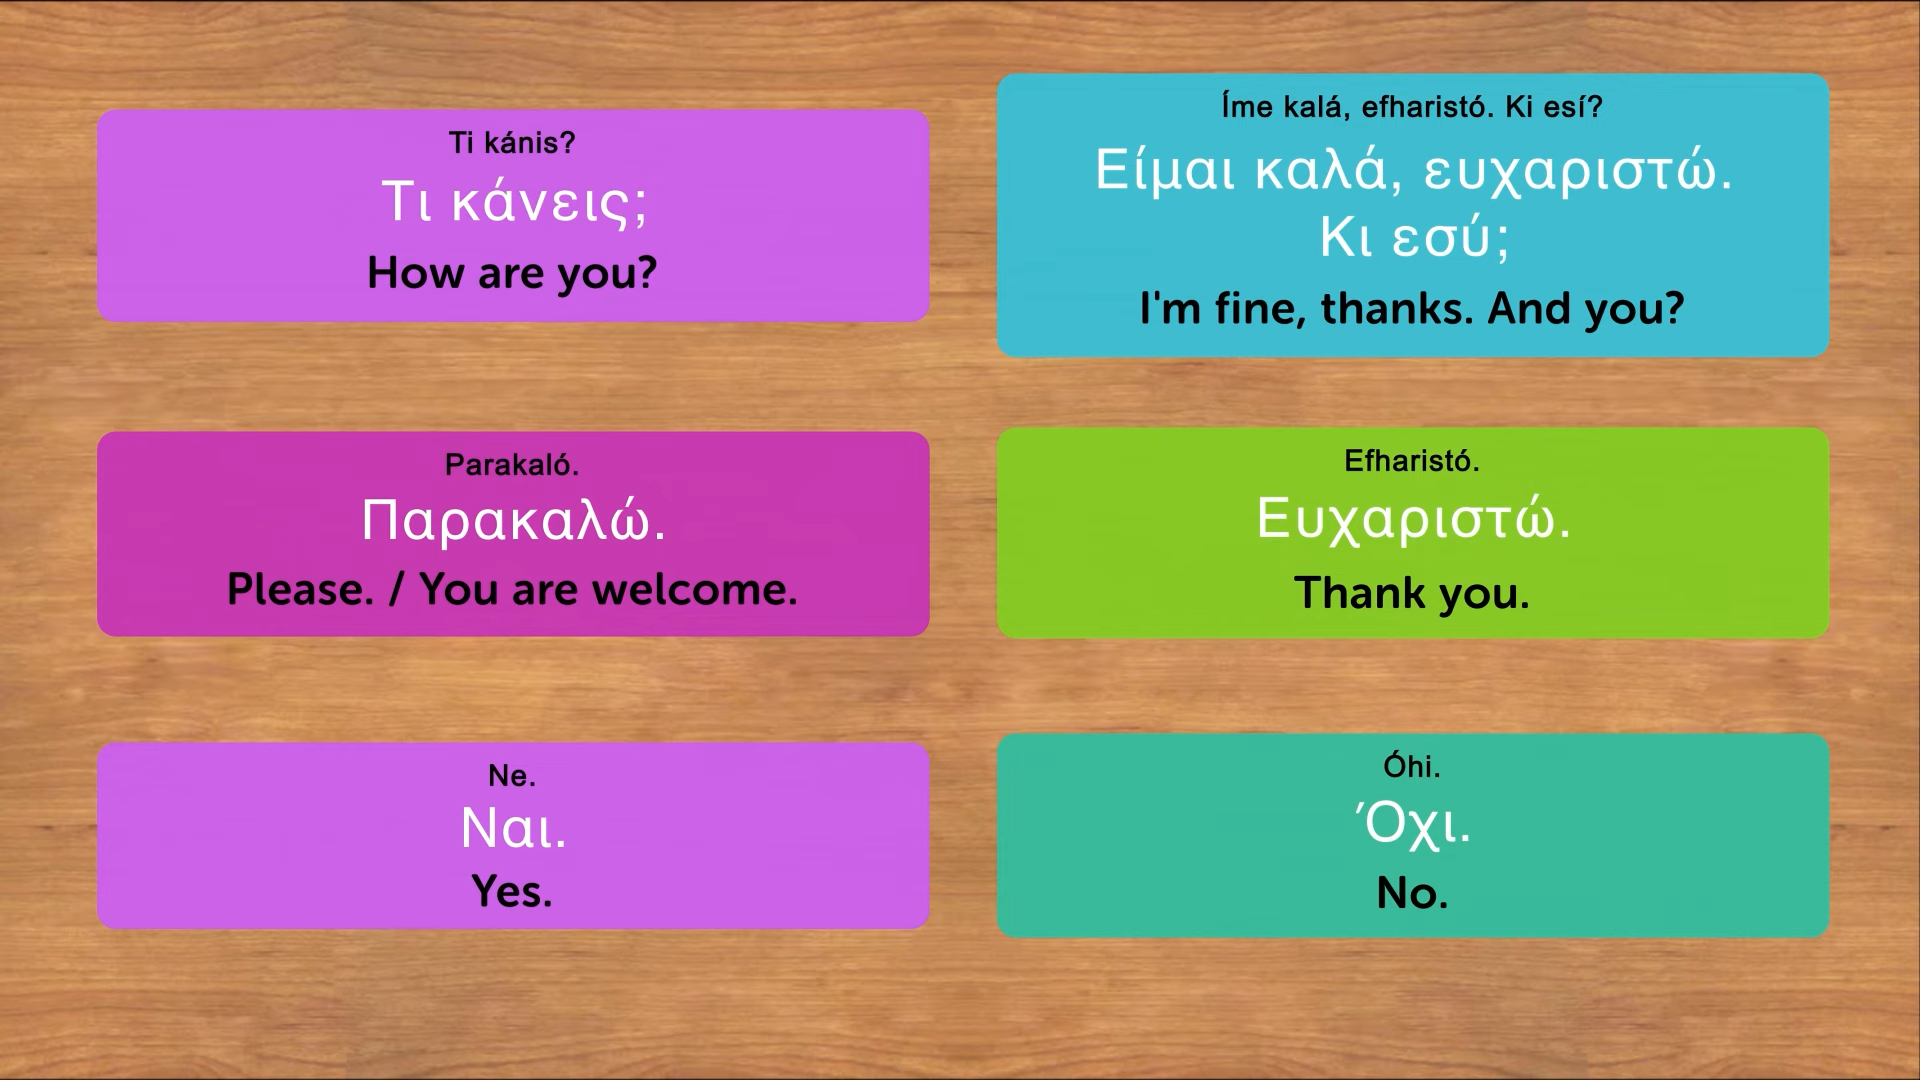 Ti kánis?
Τι κάνεις;
How are you?
Íme kalá, efharistó. Ki esí?
Είμαι καλά, ευχαριστώ.
Κι εσύ;
I'm fine, thanks. And you?
Parakaló.
Παρακαλώ.
Please. / You are welcome.
Efharistó.
Ευχαριστώ.
Thank you.
Ne.
Ναι.
Yes.
Óhi.
Όχι.
No.